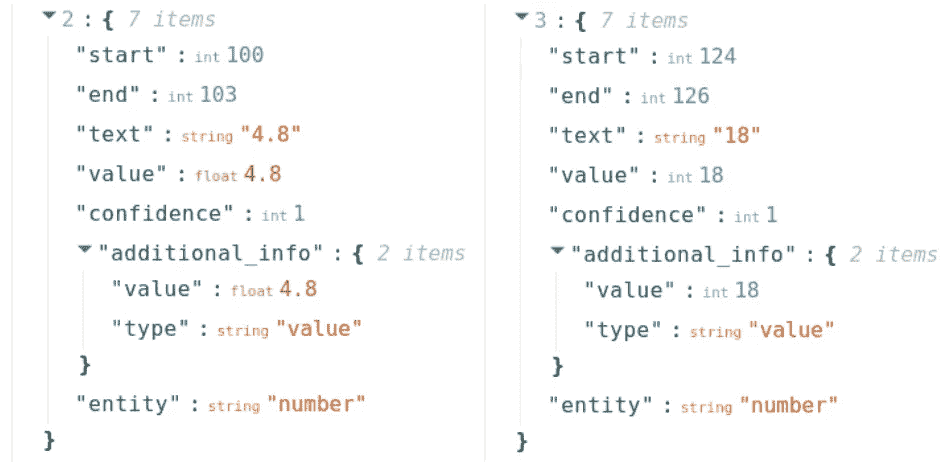 2 : { 7 items
"start" : int 100
"end" : int 103
"text" : string "4.8"
"value" : float 4.8
"confidence" : int 1
"additional_info" : { 2 items
"value" : float 4.8
"type" : string "value"
}
"entity" : string "number"
}
3 : { 7 items
"start" : int 124
"end" : int 126
"text" : string "18"
"value" : int 18
"confidence" : int 1
"additional_info" : { 2 items
"value" : int 18
"type" : string "value"
}
"entity" : string "number"
}